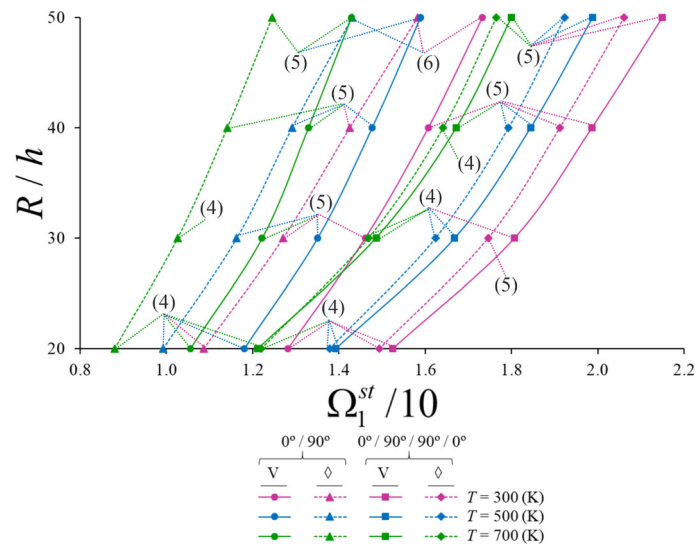 50
(5)
(6)
(5)
(5)
(5)
40
(4)
R / h
(4)
(5)
(4)
30
(5)
(4)
(4)
20
0.8 1.0 1.2 1.4 1.6 1.8 2.0 2.2
Ω₁ˢᵗ /10
0º / 90º 0º / 90º / 90º / 0º
V ◊ V ◊
T = 300 (K)
T = 500 (K)
T = 700 (K)